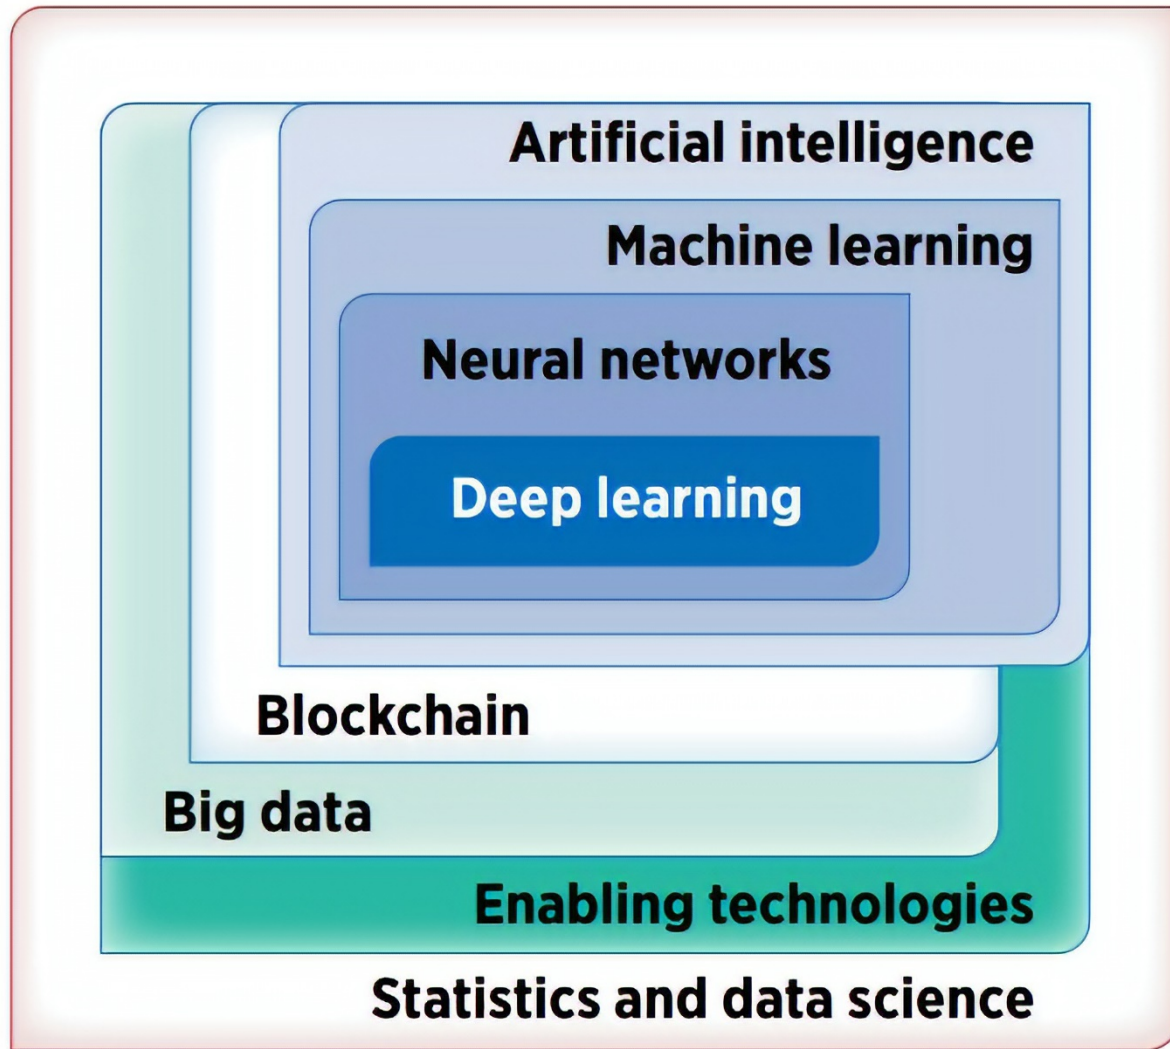 Artificial intelligence
Machine learning
Neural networks
Deep learning
Blockchain
Big data
Enabling technologies
Statistics and data science